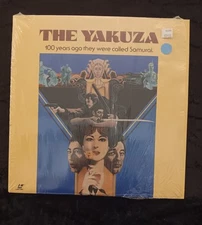 THE YAKUZA
100 years ago they were called Samurai.